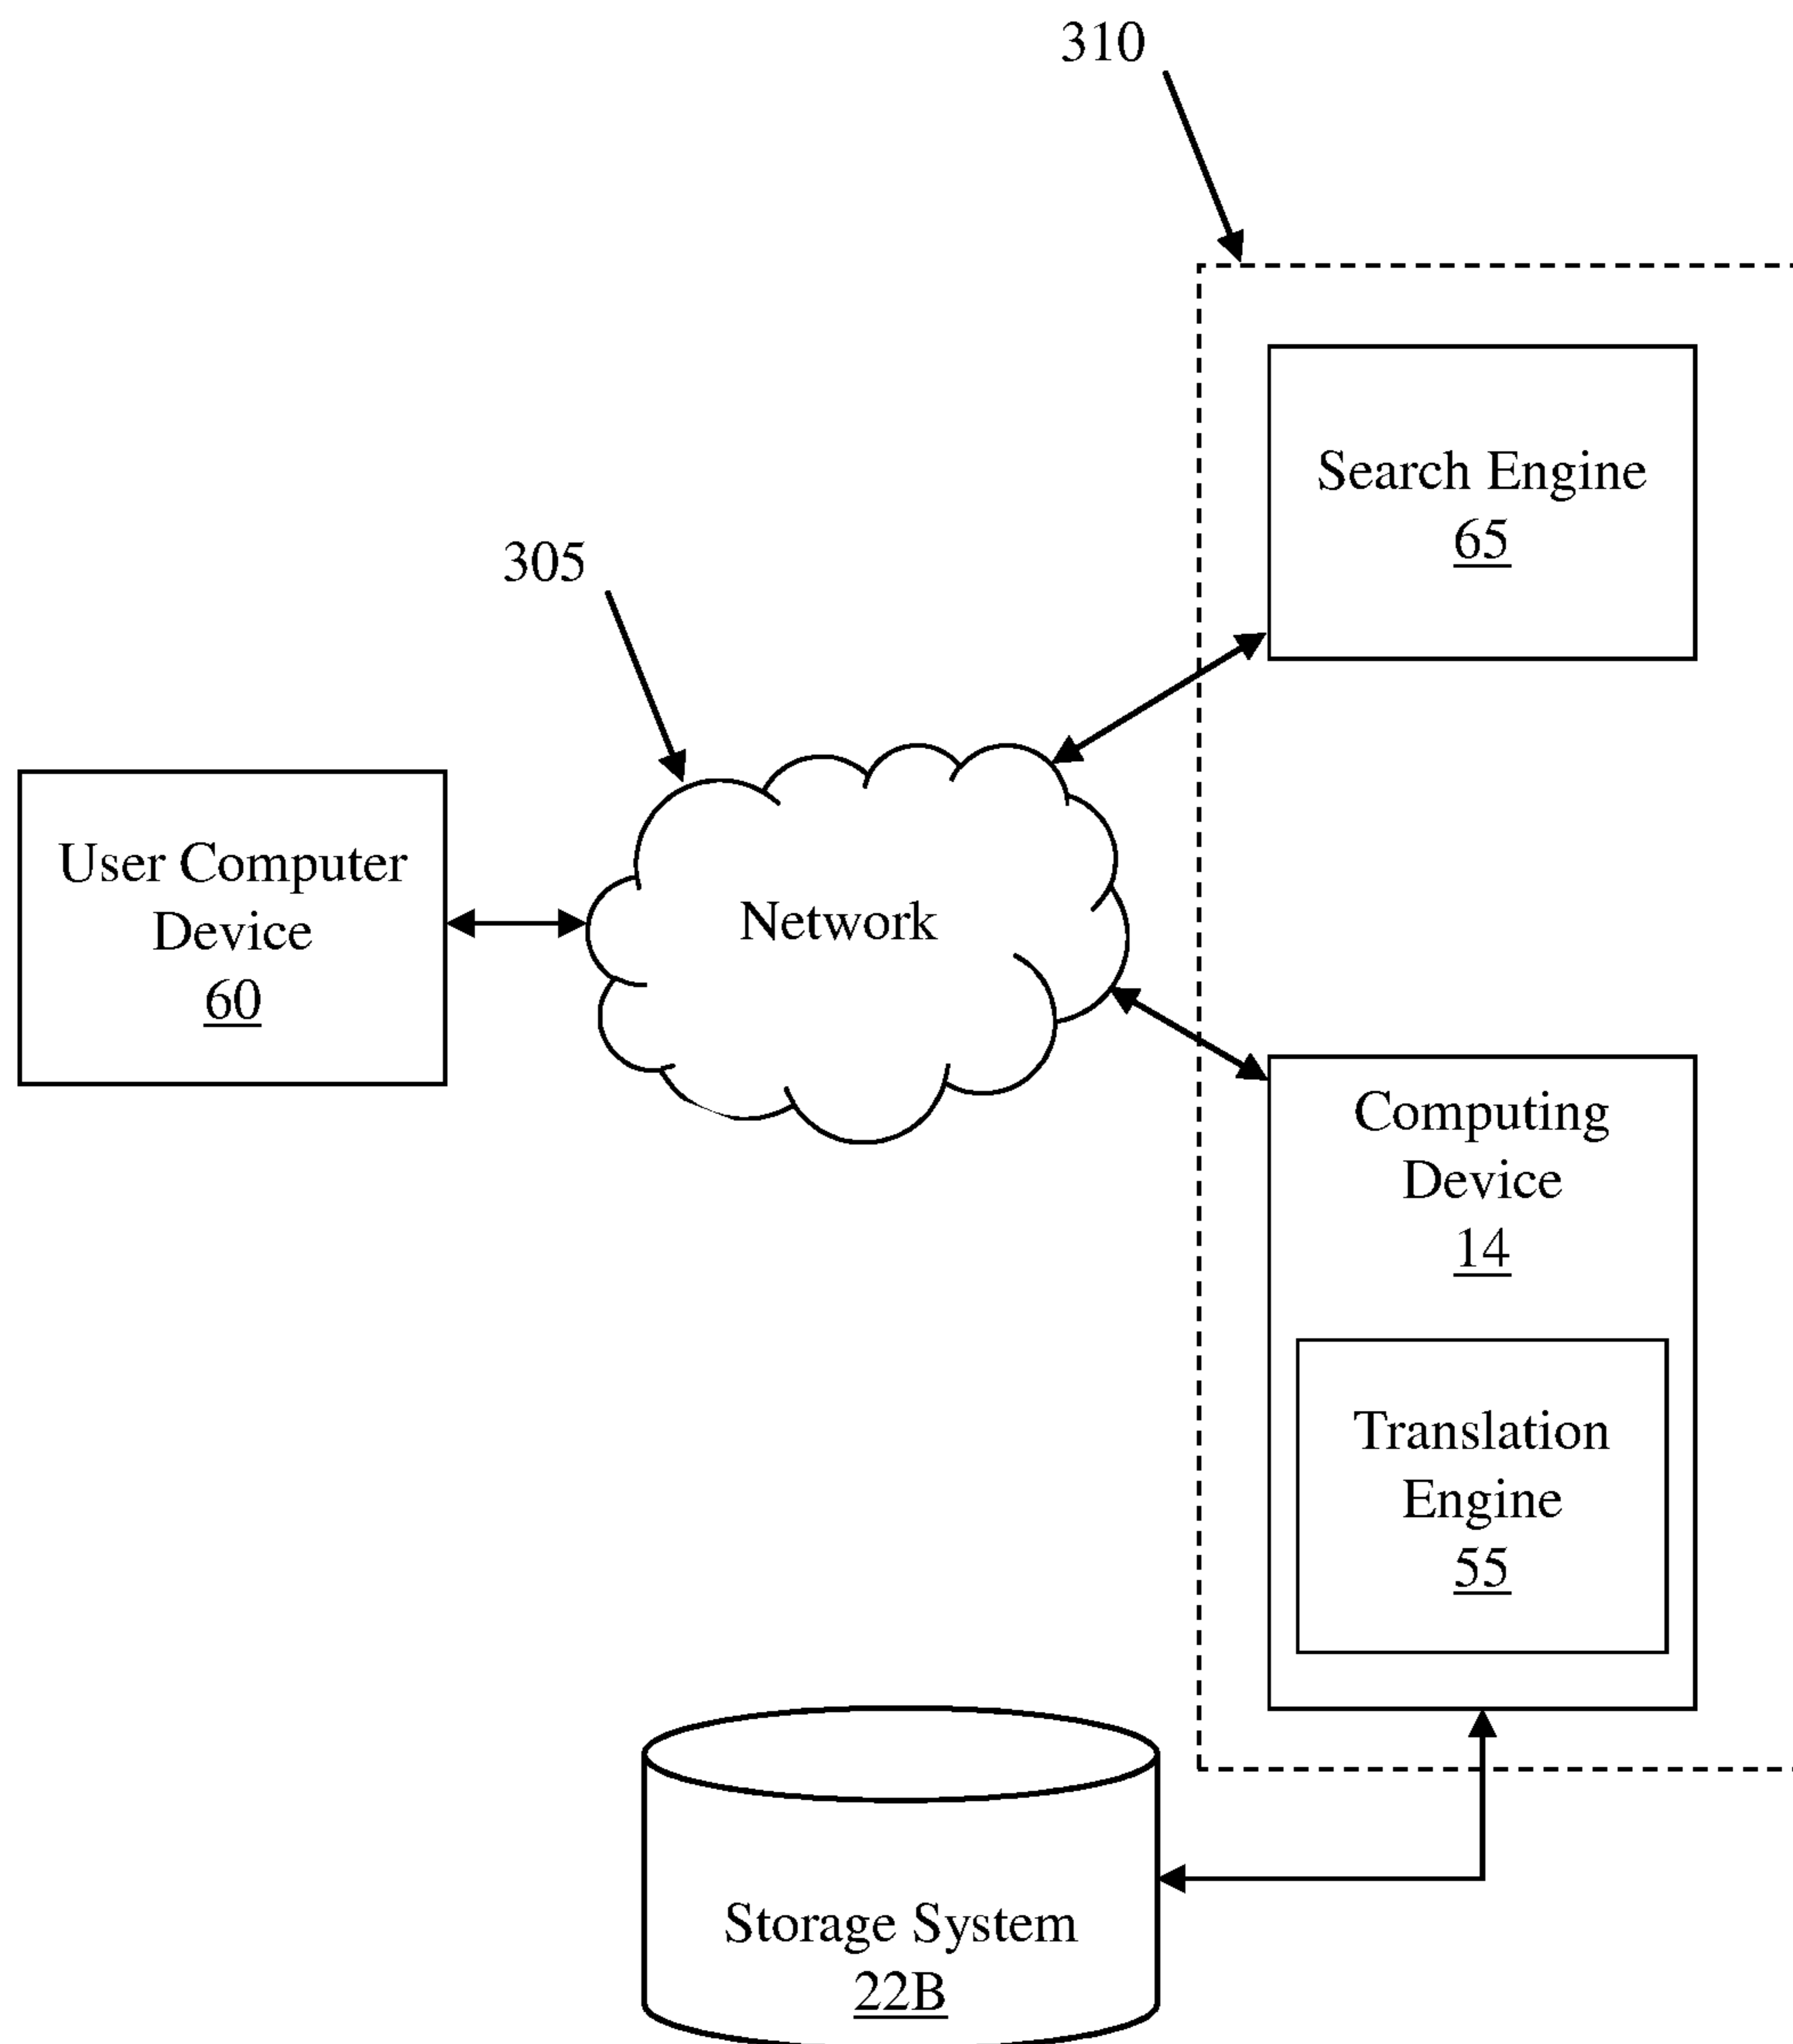 310
Search Engine
65
305
User Computer
Device
60
Network
Computing
Device
14
Translation
Engine
55
Storage System
22B